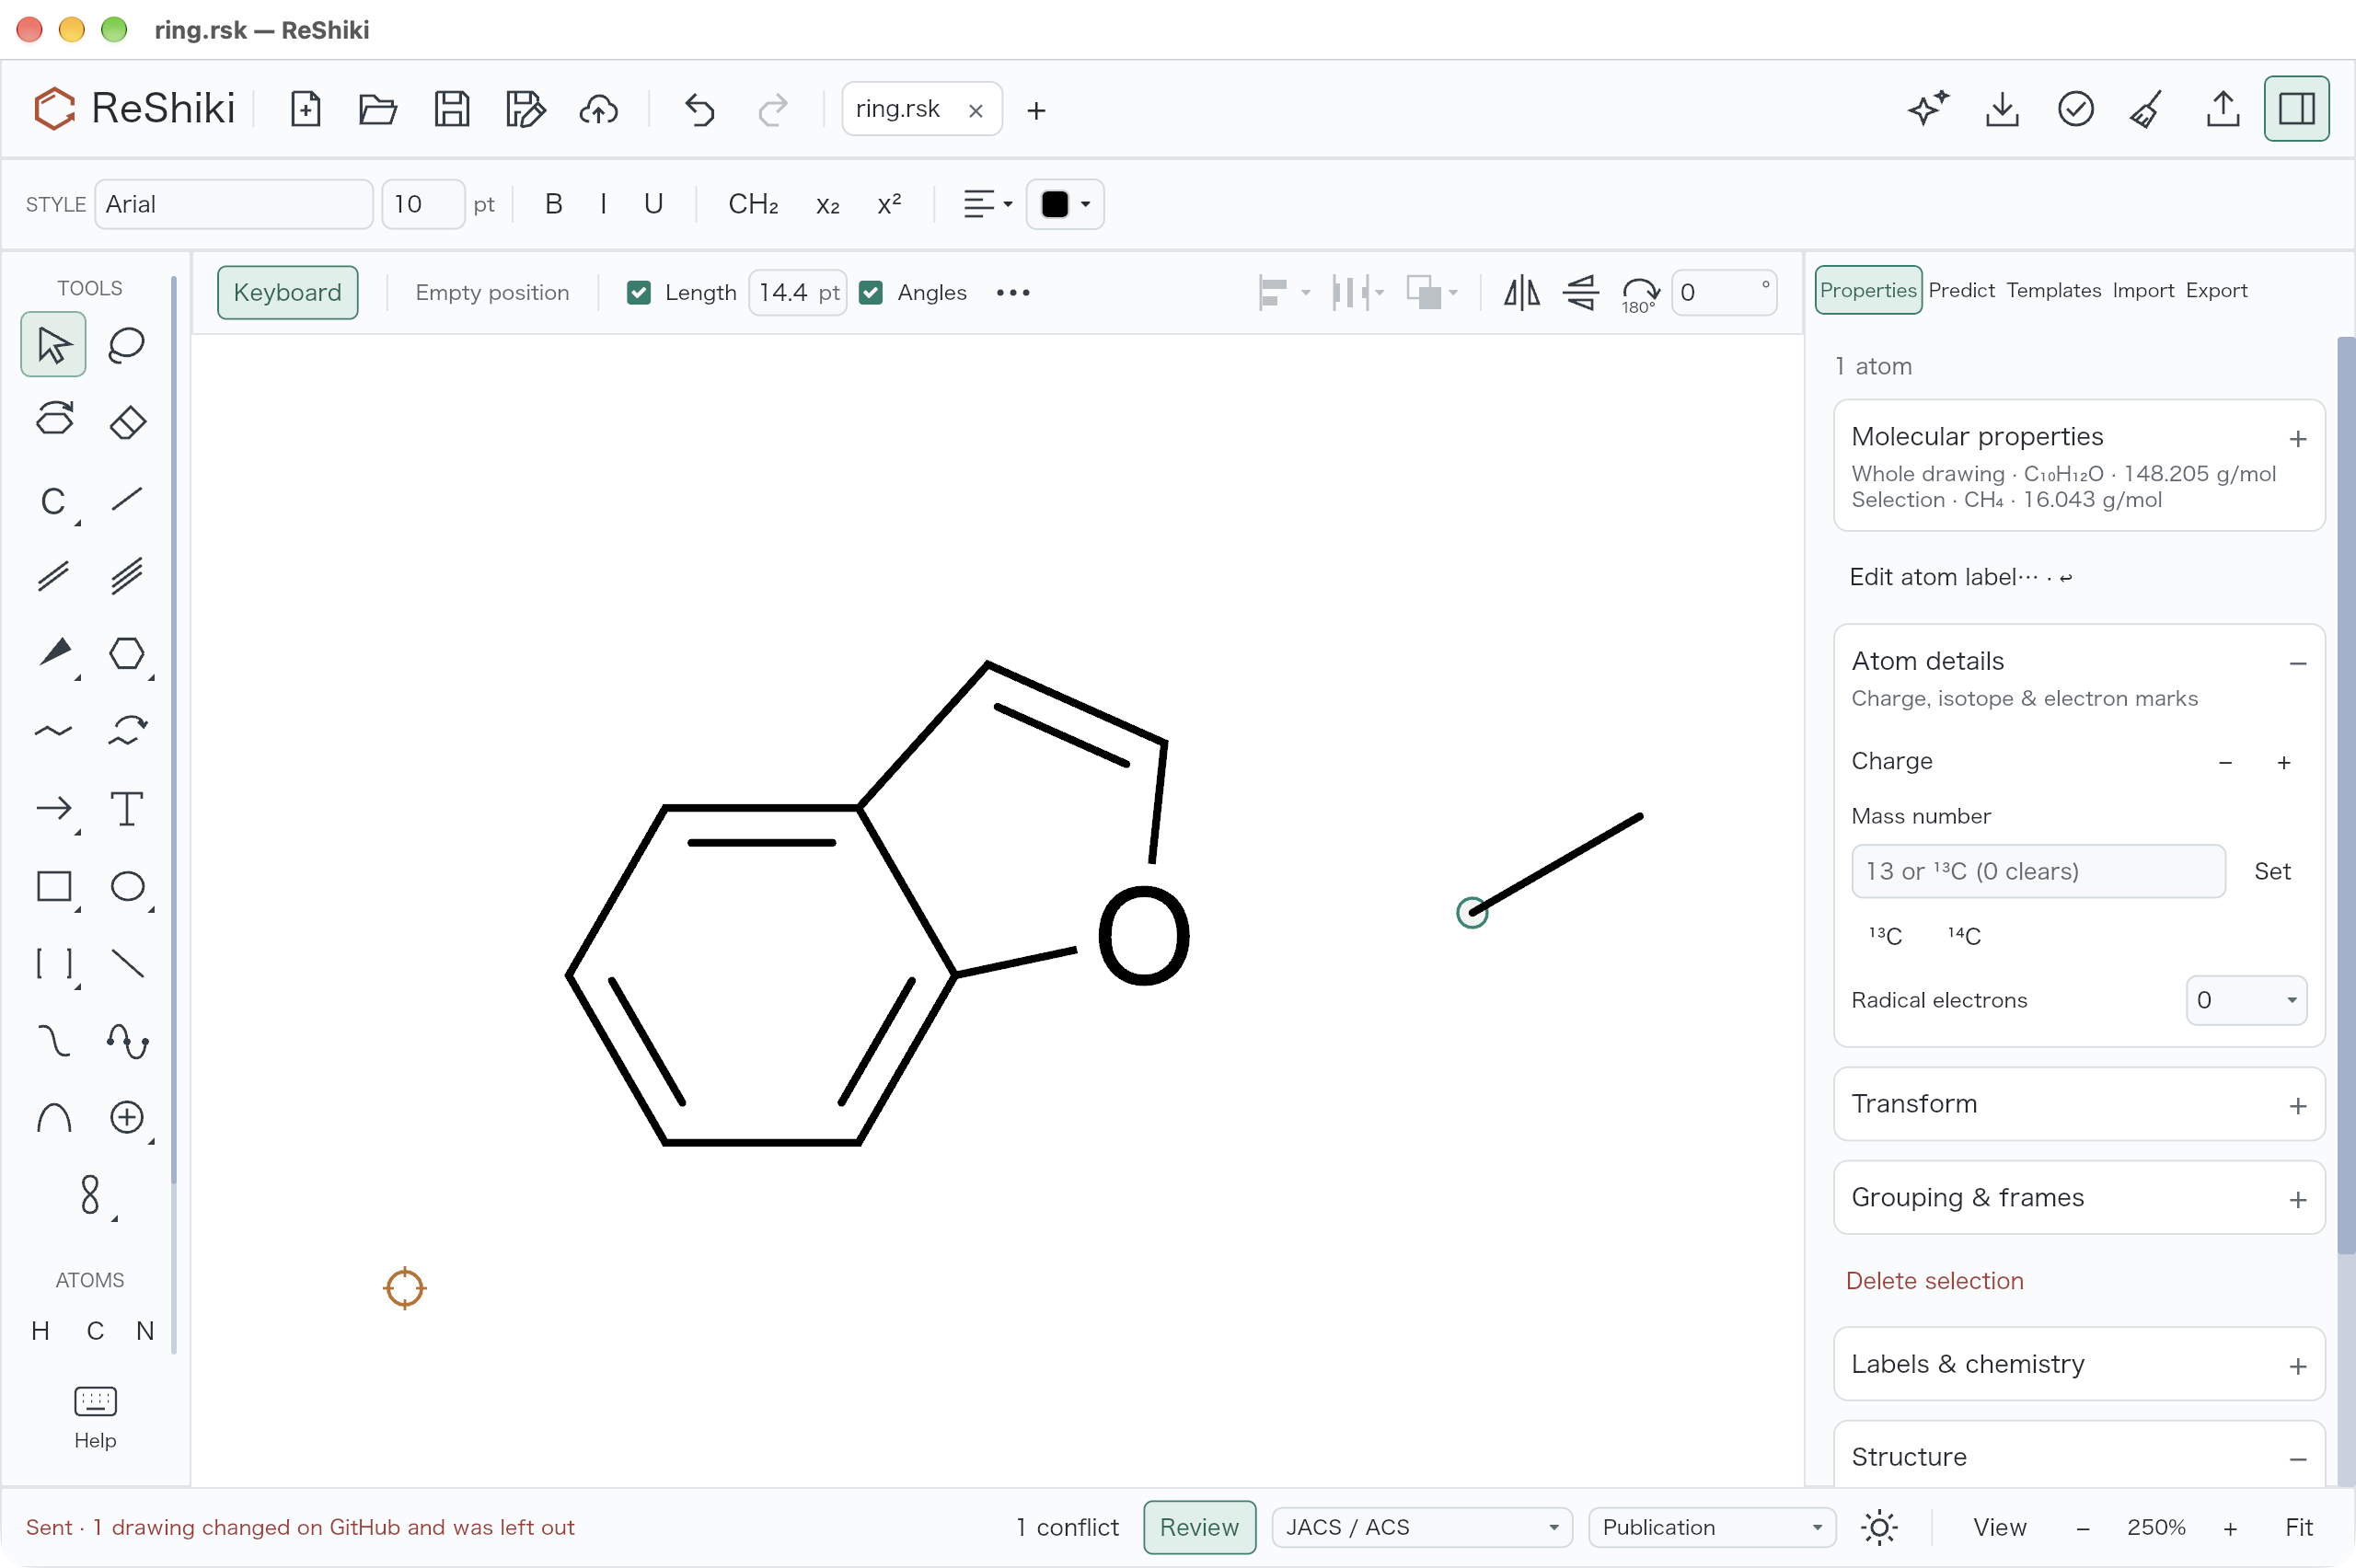 ring.rsk — ReShiki
ReShiki
ring.rsk × +
STYLE Arial 10 pt B I U CH₂ x₂ x²
TOOLS
Keyboard Empty position Length 14.4 pt Angles ••• 180° 0 °
Properties Predict Templates Import Export
1 atom
Molecular properties +
Whole drawing · C₁₀H₁₂O · 148.205 g/mol
Selection · CH₄ · 16.043 g/mol
Edit atom label··· · ↩
Atom details −
Charge, isotope & electron marks
Charge − +
Mass number
13 or ¹³C (0 clears) Set
¹³C ¹⁴C
Radical electrons 0
Transform +
Grouping & frames +
Delete selection
Labels & chemistry +
Structure −
C
T
[ ]
ATOMS
H C N
Help
O
Sent · 1 drawing changed on GitHub and was left out
1 conflict Review JACS / ACS Publication View − 250% + Fit